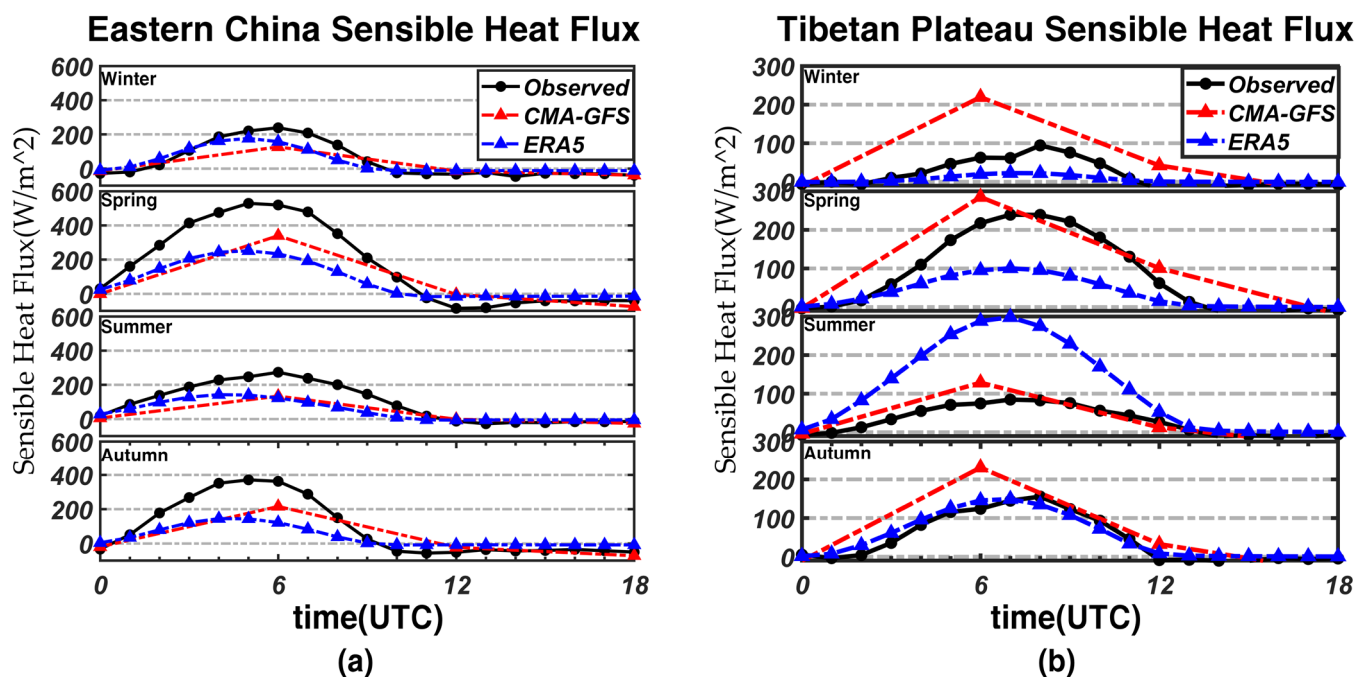 Eastern China Sensible Heat Flux
Sensible Heat Flux(W/m^2)
600
400
200
0
Winter
Observed
CMA-GFS
ERA5
600
400
200
0
Spring
600
400
200
0
Summer
600
400
200
0
Autumn
0
6
12
18
time(UTC)
(a)
Tibetan Plateau Sensible Heat Flux
Sensible Heat Flux(W/m^2)
300
200
100
0
Winter
Observed
CMA-GFS
ERA5
300
200
100
0
Spring
300
200
100
0
Summer
300
200
100
0
Autumn
0
6
12
18
time(UTC)
(b)